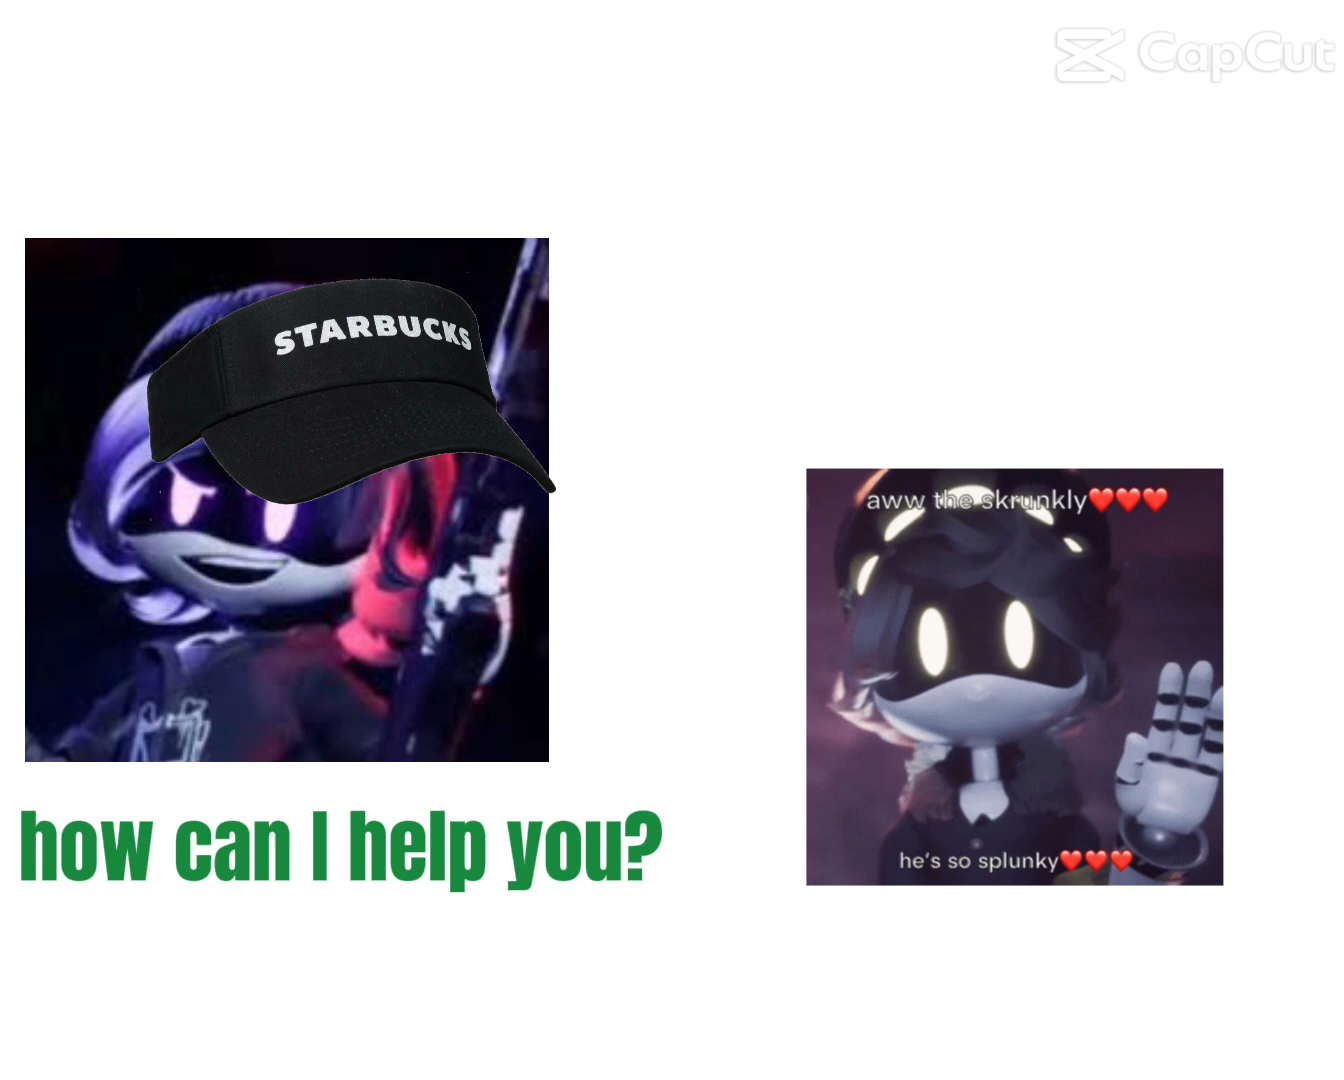 CapCut
STARBUCKS
how can I help you?
aww the skrunkly❤️❤️❤️
he's so splunky❤️❤️❤️